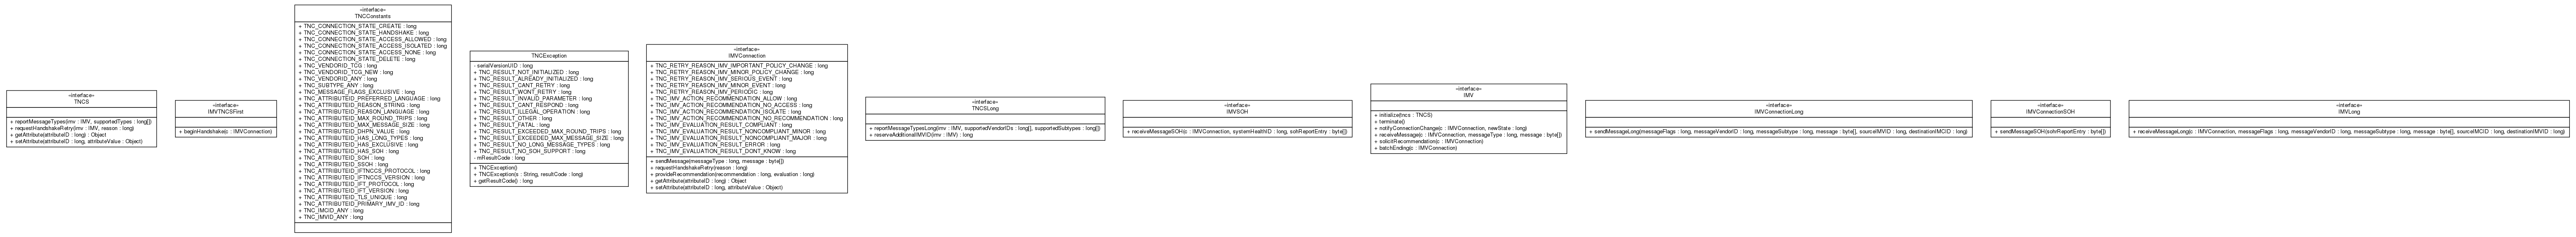 «interface»
TNCS
+ reportMessageTypes(imv : IMV, supportedTypes : long[])
+ requestHandshakeRetry(imv : IMV, reason : long)
+ getAttribute(attributeID : long) : Object
+ setAttribute(attributeID : long, attributeValue : Object)
«interface»
IMVTNCSFirst
+ beginHandshake(c : IMVConnection)
«interface»
TNCConstants
+ TNC_CONNECTION_STATE_CREATE : long
+ TNC_CONNECTION_STATE_HANDSHAKE : long
+ TNC_CONNECTION_STATE_ACCESS_ALLOWED : long
+ TNC_CONNECTION_STATE_ACCESS_ISOLATED : long
+ TNC_CONNECTION_STATE_ACCESS_NONE : long
+ TNC_CONNECTION_STATE_DELETE : long
+ TNC_VENDORID_TCG : long
+ TNC_VENDORID_TCG_NEW : long
+ TNC_VENDORID_ANY : long
+ TNC_SUBTYPE_ANY : long
+ TNC_MESSAGE_FLAGS_EXCLUSIVE : long
+ TNC_ATTRIBUTEID_PREFERRED_LANGUAGE : long
+ TNC_ATTRIBUTEID_REASON_STRING : long
+ TNC_ATTRIBUTEID_REASON_LANGUAGE : long
+ TNC_ATTRIBUTEID_MAX_ROUND_TRIPS : long
+ TNC_ATTRIBUTEID_MAX_MESSAGE_SIZE : long
+ TNC_ATTRIBUTEID_DHPN_VALUE : long
+ TNC_ATTRIBUTEID_HAS_LONG_TYPES : long
+ TNC_ATTRIBUTEID_HAS_EXCLUSIVE : long
+ TNC_ATTRIBUTEID_HAS_SOH : long
+ TNC_ATTRIBUTEID_SOH : long
+ TNC_ATTRIBUTEID_SSOH : long
+ TNC_ATTRIBUTEID_IFTNCCS_PROTOCOL : long
+ TNC_ATTRIBUTEID_IFTNCCS_VERSION : long
+ TNC_ATTRIBUTEID_IFT_PROTOCOL : long
+ TNC_ATTRIBUTEID_IFT_VERSION : long
+ TNC_ATTRIBUTEID_TLS_UNIQUE : long
+ TNC_ATTRIBUTEID_PRIMARY_IMV_ID : long
+ TNC_IMCID_ANY : long
+ TNC_IMVID_ANY : long
TNCException
- serialVersionUID : long
+ TNC_RESULT_NOT_INITIALIZED : long
+ TNC_RESULT_ALREADY_INITIALIZED : long
+ TNC_RESULT_CANT_RETRY : long
+ TNC_RESULT_WONT_RETRY : long
+ TNC_RESULT_INVALID_PARAMETER : long
+ TNC_RESULT_CANT_RESPOND : long
+ TNC_RESULT_ILLEGAL_OPERATION : long
+ TNC_RESULT_OTHER : long
+ TNC_RESULT_FATAL : long
+ TNC_RESULT_EXCEEDED_MAX_ROUND_TRIPS : long
+ TNC_RESULT_EXCEEDED_MAX_MESSAGE_SIZE : long
+ TNC_RESULT_NO_LONG_MESSAGE_TYPES : long
+ TNC_RESULT_NO_SOH_SUPPORT : long
- mResultCode : long
+ TNCException()
+ TNCException(s : String, resultCode : long)
+ getResultCode() : long
«interface»
IMVConnection
+ TNC_RETRY_REASON_IMV_IMPORTANT_POLICY_CHANGE : long
+ TNC_RETRY_REASON_IMV_MINOR_POLICY_CHANGE : long
+ TNC_RETRY_REASON_IMV_SERIOUS_EVENT : long
+ TNC_RETRY_REASON_IMV_MINOR_EVENT : long
+ TNC_RETRY_REASON_IMV_PERIODIC : long
+ TNC_IMV_ACTION_RECOMMENDATION_ALLOW : long
+ TNC_IMV_ACTION_RECOMMENDATION_NO_ACCESS : long
+ TNC_IMV_ACTION_RECOMMENDATION_ISOLATE : long
+ TNC_IMV_ACTION_RECOMMENDATION_NO_RECOMMENDATION : long
+ TNC_IMV_EVALUATION_RESULT_COMPLIANT : long
+ TNC_IMV_EVALUATION_RESULT_NONCOMPLIANT_MINOR : long
+ TNC_IMV_EVALUATION_RESULT_NONCOMPLIANT_MAJOR : long
+ TNC_IMV_EVALUATION_RESULT_ERROR : long
+ TNC_IMV_EVALUATION_RESULT_DONT_KNOW : long
+ sendMessage(messageType : long, message : byte[])
+ requestHandshakeRetry(reason : long)
+ provideRecommendation(recommendation : long, evaluation : long)
+ getAttribute(attributeID : long) : Object
+ setAttribute(attributeID : long, attributeValue : Object)
«interface»
TNCSLong
+ reportMessageTypesLong(imv : IMV, supportedVendorIDs : long[], supportedSubtypes : long[])
+ reserveAdditionalIMVID(imv : IMV) : long
«interface»
IMVSOH
+ receiveMessageSOH(c : IMVConnection, systemHealthID : long, sohReportEntry : byte[])
«interface»
IMV
+ initialize(tncs : TNCS)
+ terminate()
+ notifyConnectionChange(c : IMVConnection, newState : long)
+ receiveMessage(c : IMVConnection, messageType : long, message : byte[])
+ solicitRecommendation(c : IMVConnection)
+ batchEnding(c : IMVConnection)
«interface»
IMVConnectionLong
+ sendMessageLong(messageFlags : long, messageVendorID : long, messageSubtype : long, message : byte[], sourceIMVID : long, destinationIMCID : long)
«interface»
IMVConnectionSOH
+ sendMessageSOH(sohrReportEntry : byte[])
«interface»
IMVLong
+ receiveMessageLong(c : IMVConnection, messageFlags : long, messageVendorID : long, messageSubtype : long, message : byte[], sourceIMCID : long, destinationIMVID : long)